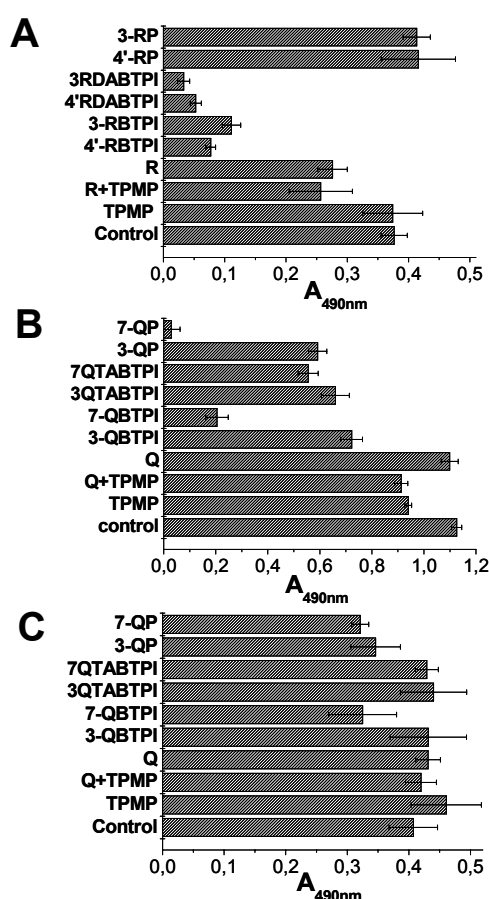 A
3-RP
4'-RP
3RDABTPI
4'RDABTPI
3-RBTPI
4'-RBTPI
R
R+TPMP
TPMP
Control
0,0 0,1 0,2 0,3 0,4 0,5
A490nm
B
7-QP
3-QP
7QTABTPI
3QTABTPI
7-QBTPI
3-QBTPI
Q
Q+TPMP
TPMP
control
0,0 0,2 0,4 0,6 0,8 1,0 1,2
A490nm
C
7-QP
3-QP
7QTABTPI
3QTABTPI
7-QBTPI
3-QBTPI
Q
Q+TPMP
TPMP
Control
0,0 0,1 0,2 0,3 0,4 0,5
A490nm